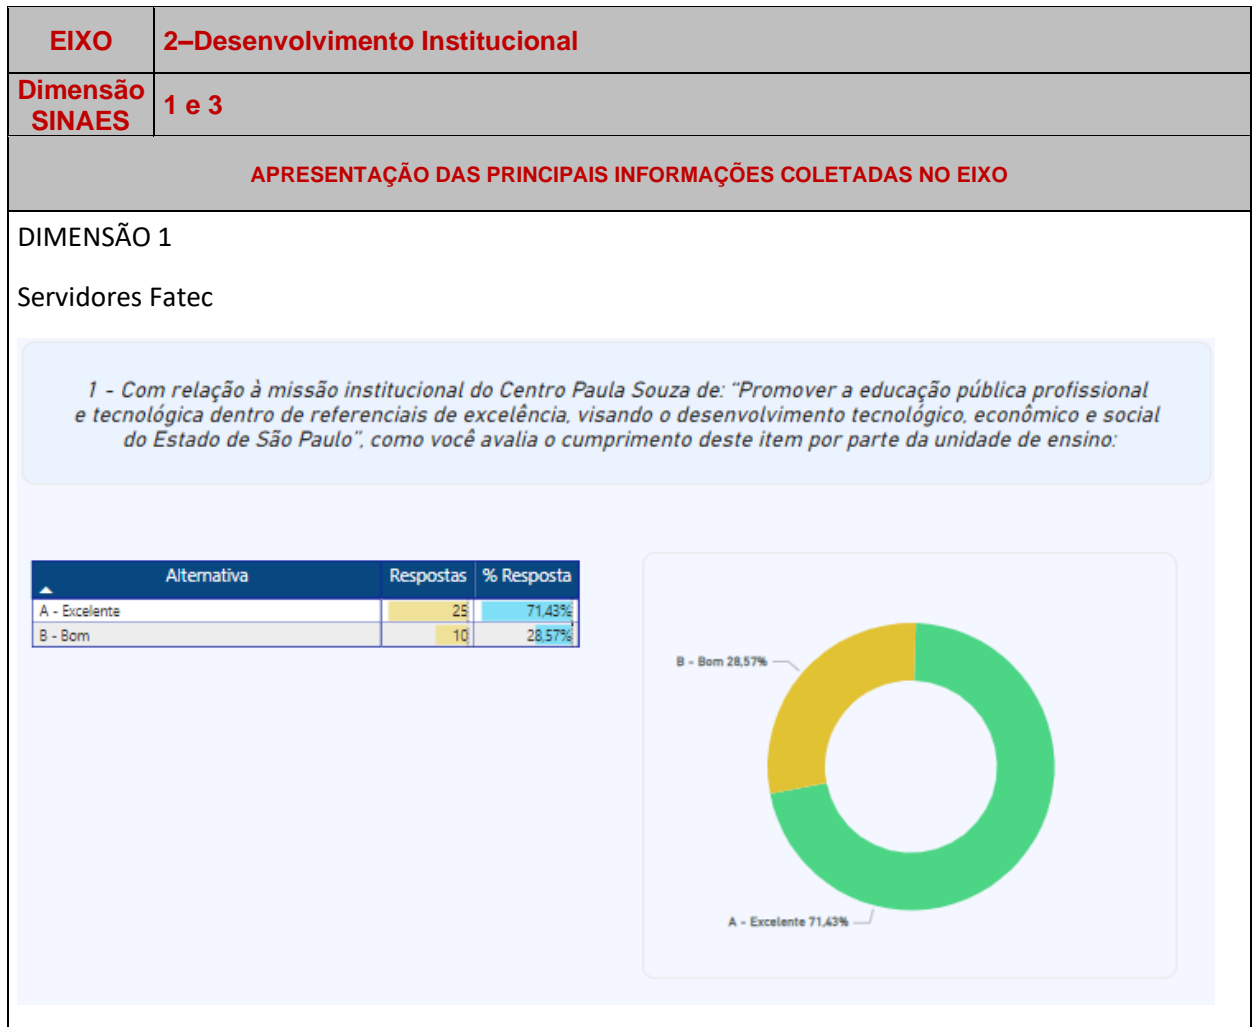 EIXO
2–Desenvolvimento Institucional
Dimensão
SINAES
1 e 3
APRESENTAÇÃO DAS PRINCIPAIS INFORMAÇÕES COLETADAS NO EIXO
DIMENSÃO 1
Servidores Fatec
1 - Com relação à missão institucional do Centro Paula Souza de: “Promover a educação pública profissional
e tecnológica dentro de referenciais de excelência, visando o desenvolvimento tecnológico, econômico e social
do Estado de São Paulo”, como você avalia o cumprimento deste item por parte da unidade de ensino:
Alternativa Respostas % Resposta
A - Excelente 25 71,43%
B - Bom 10 28,57%
B - Bom 28,57%
A - Excelente 71,43%